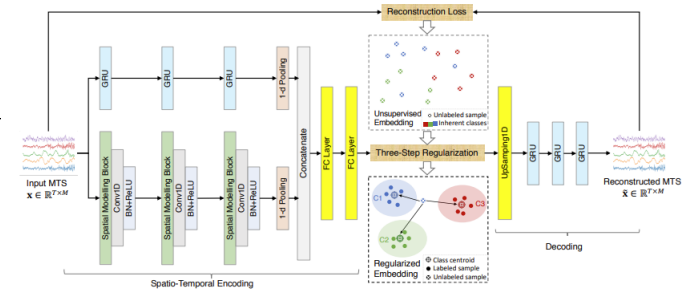 Reconstruction Loss
GRU
GRU
GRU
1-d Pooling
Concatenate
FC Layer
FC Layer
Unsupervised
Embedding
Unlabeled sample
Inherent classes
Three-Step Regularization
UpSamping1D
GRU
GRU
GRU
Input MTS
x ∈ ℝ^{T×M}
Spatial Modelling Block
Conv1D
BN+ReLU
Spatial Modelling Block
Conv1D
BN+ReLU
Spatial Modelling Block
Conv1D
BN+ReLU
1-d Pooling
C1
C3
C2
Regularized
Embedding
Class centroid
Labeled sample
Unlabeled sample
Reconstructed MTS
x̃ ∈ ℝ^{T×M}
Decoding
Spatio-Temporal Encoding